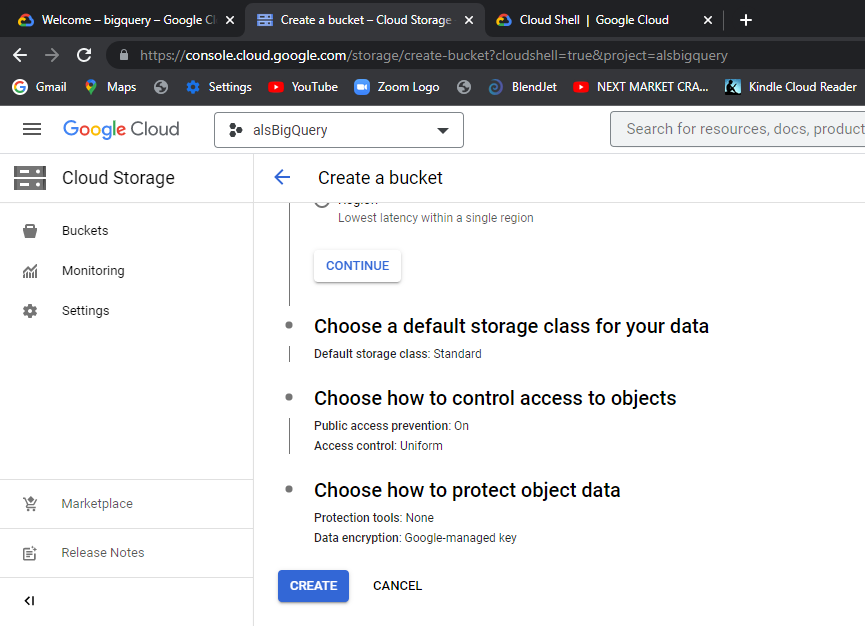 Welcome – bigquery – Google Cl
Create a bucket – Cloud Storage
Cloud Shell | Google Cloud
https://console.cloud.google.com/storage/create-bucket?cloudshell=true&project=alsbigquery
Gmail
Maps
Settings
YouTube
Zoom Logo
BlendJet
NEXT MARKET CRA...
Kindle Cloud Reader
Google Cloud
alsBigQuery
Search for resources, docs, product
Cloud Storage
Create a bucket
Buckets
Monitoring
Settings
Marketplace
Release Notes
Region
Lowest latency within a single region
CONTINUE
Choose a default storage class for your data
Default storage class: Standard
Choose how to control access to objects
Public access prevention: On
Access control: Uniform
Choose how to protect object data
Protection tools: None
Data encryption: Google-managed key
CREATE
CANCEL